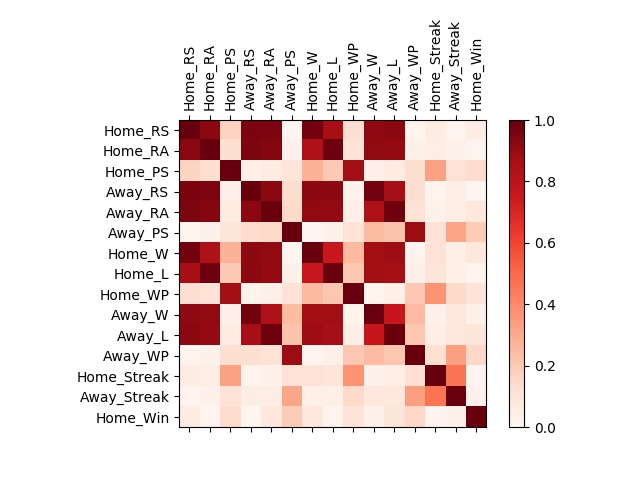 Home_RS
Home_RA
Home_PS
Away_RS
Away_RA
Away_PS
Home_W
Home_L
Home_WP
Away_W
Away_L
Away_WP
Home_Streak
Away_Streak
Home_Win
Home_RS
Home_RA
Home_PS
Away_RS
Away_RA
Away_PS
Home_W
Home_L
Home_WP
Away_W
Away_L
Away_WP
Home_Streak
Away_Streak
Home_Win
1.0
0.8
0.6
0.4
0.2
0.0